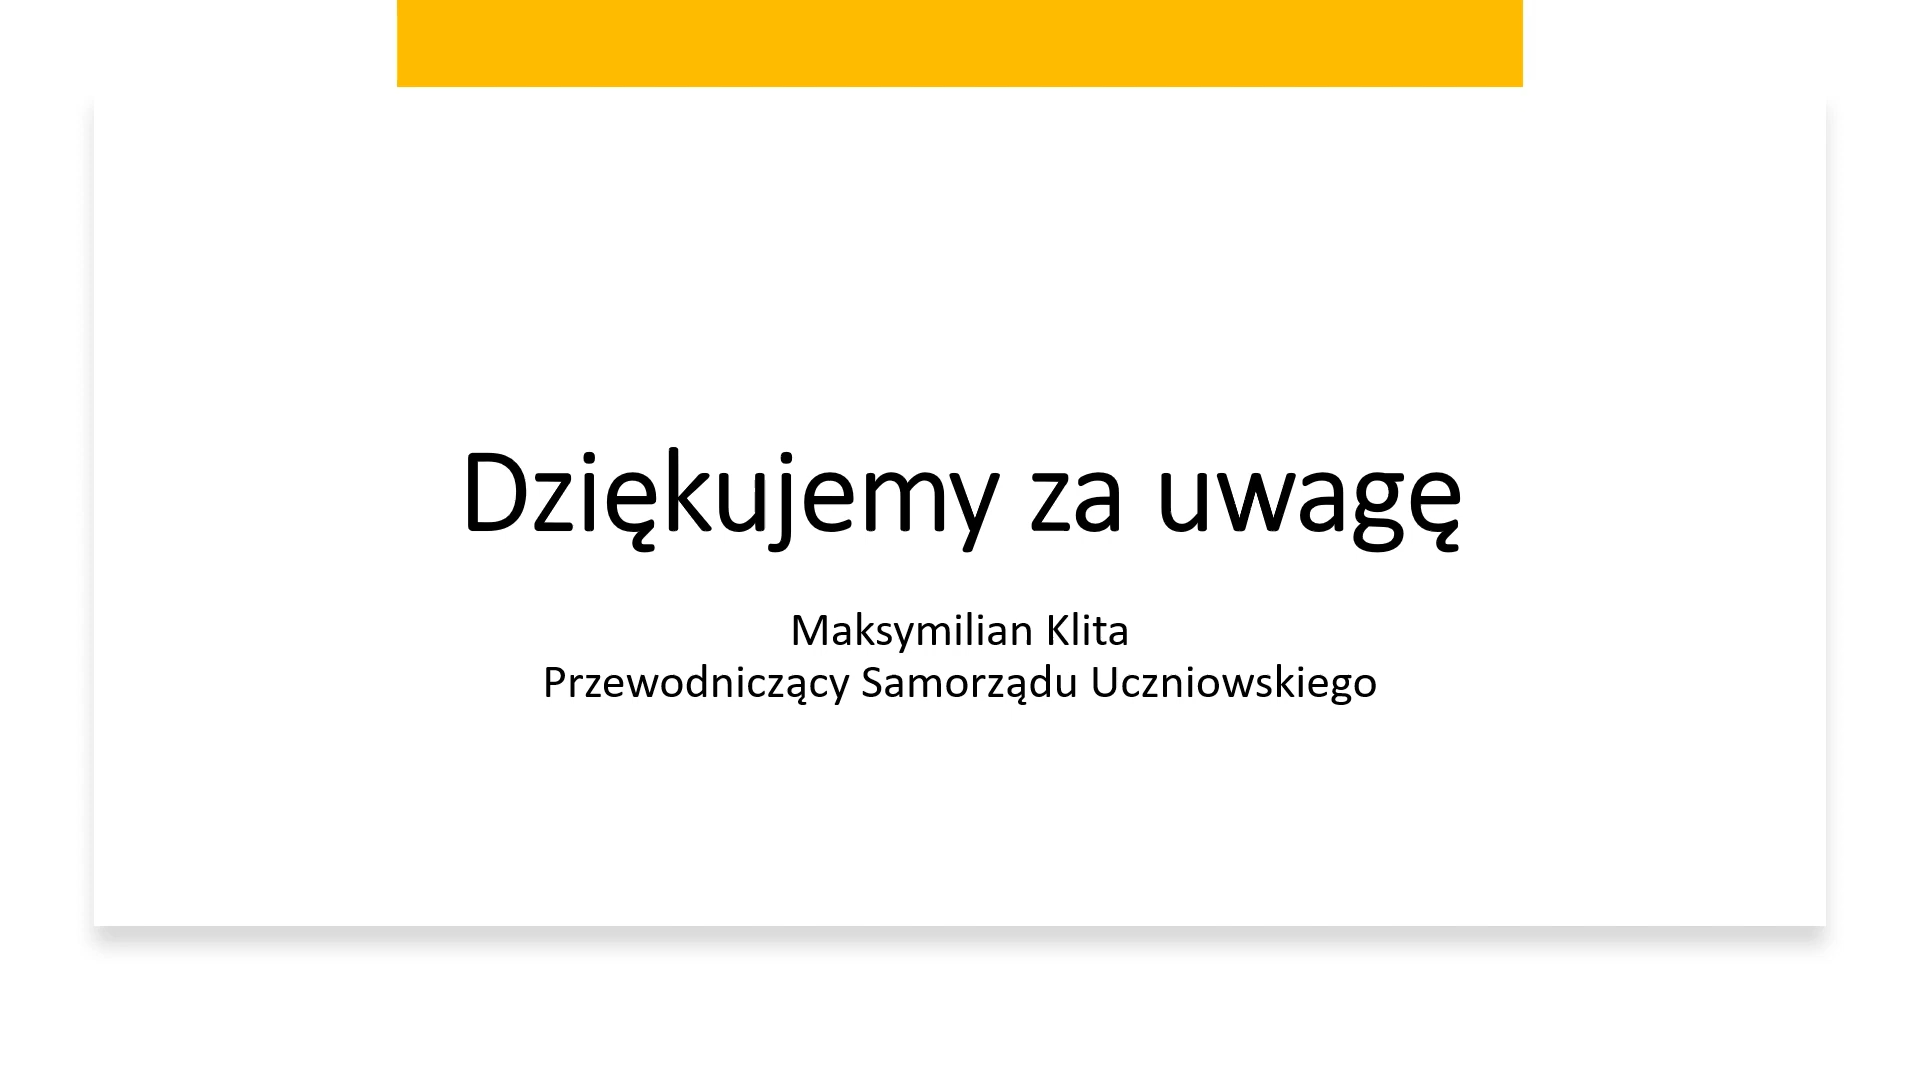 Dziękujemy za uwagę
Maksymilian Klita
Przewodniczący Samorządu Uczniowskiego